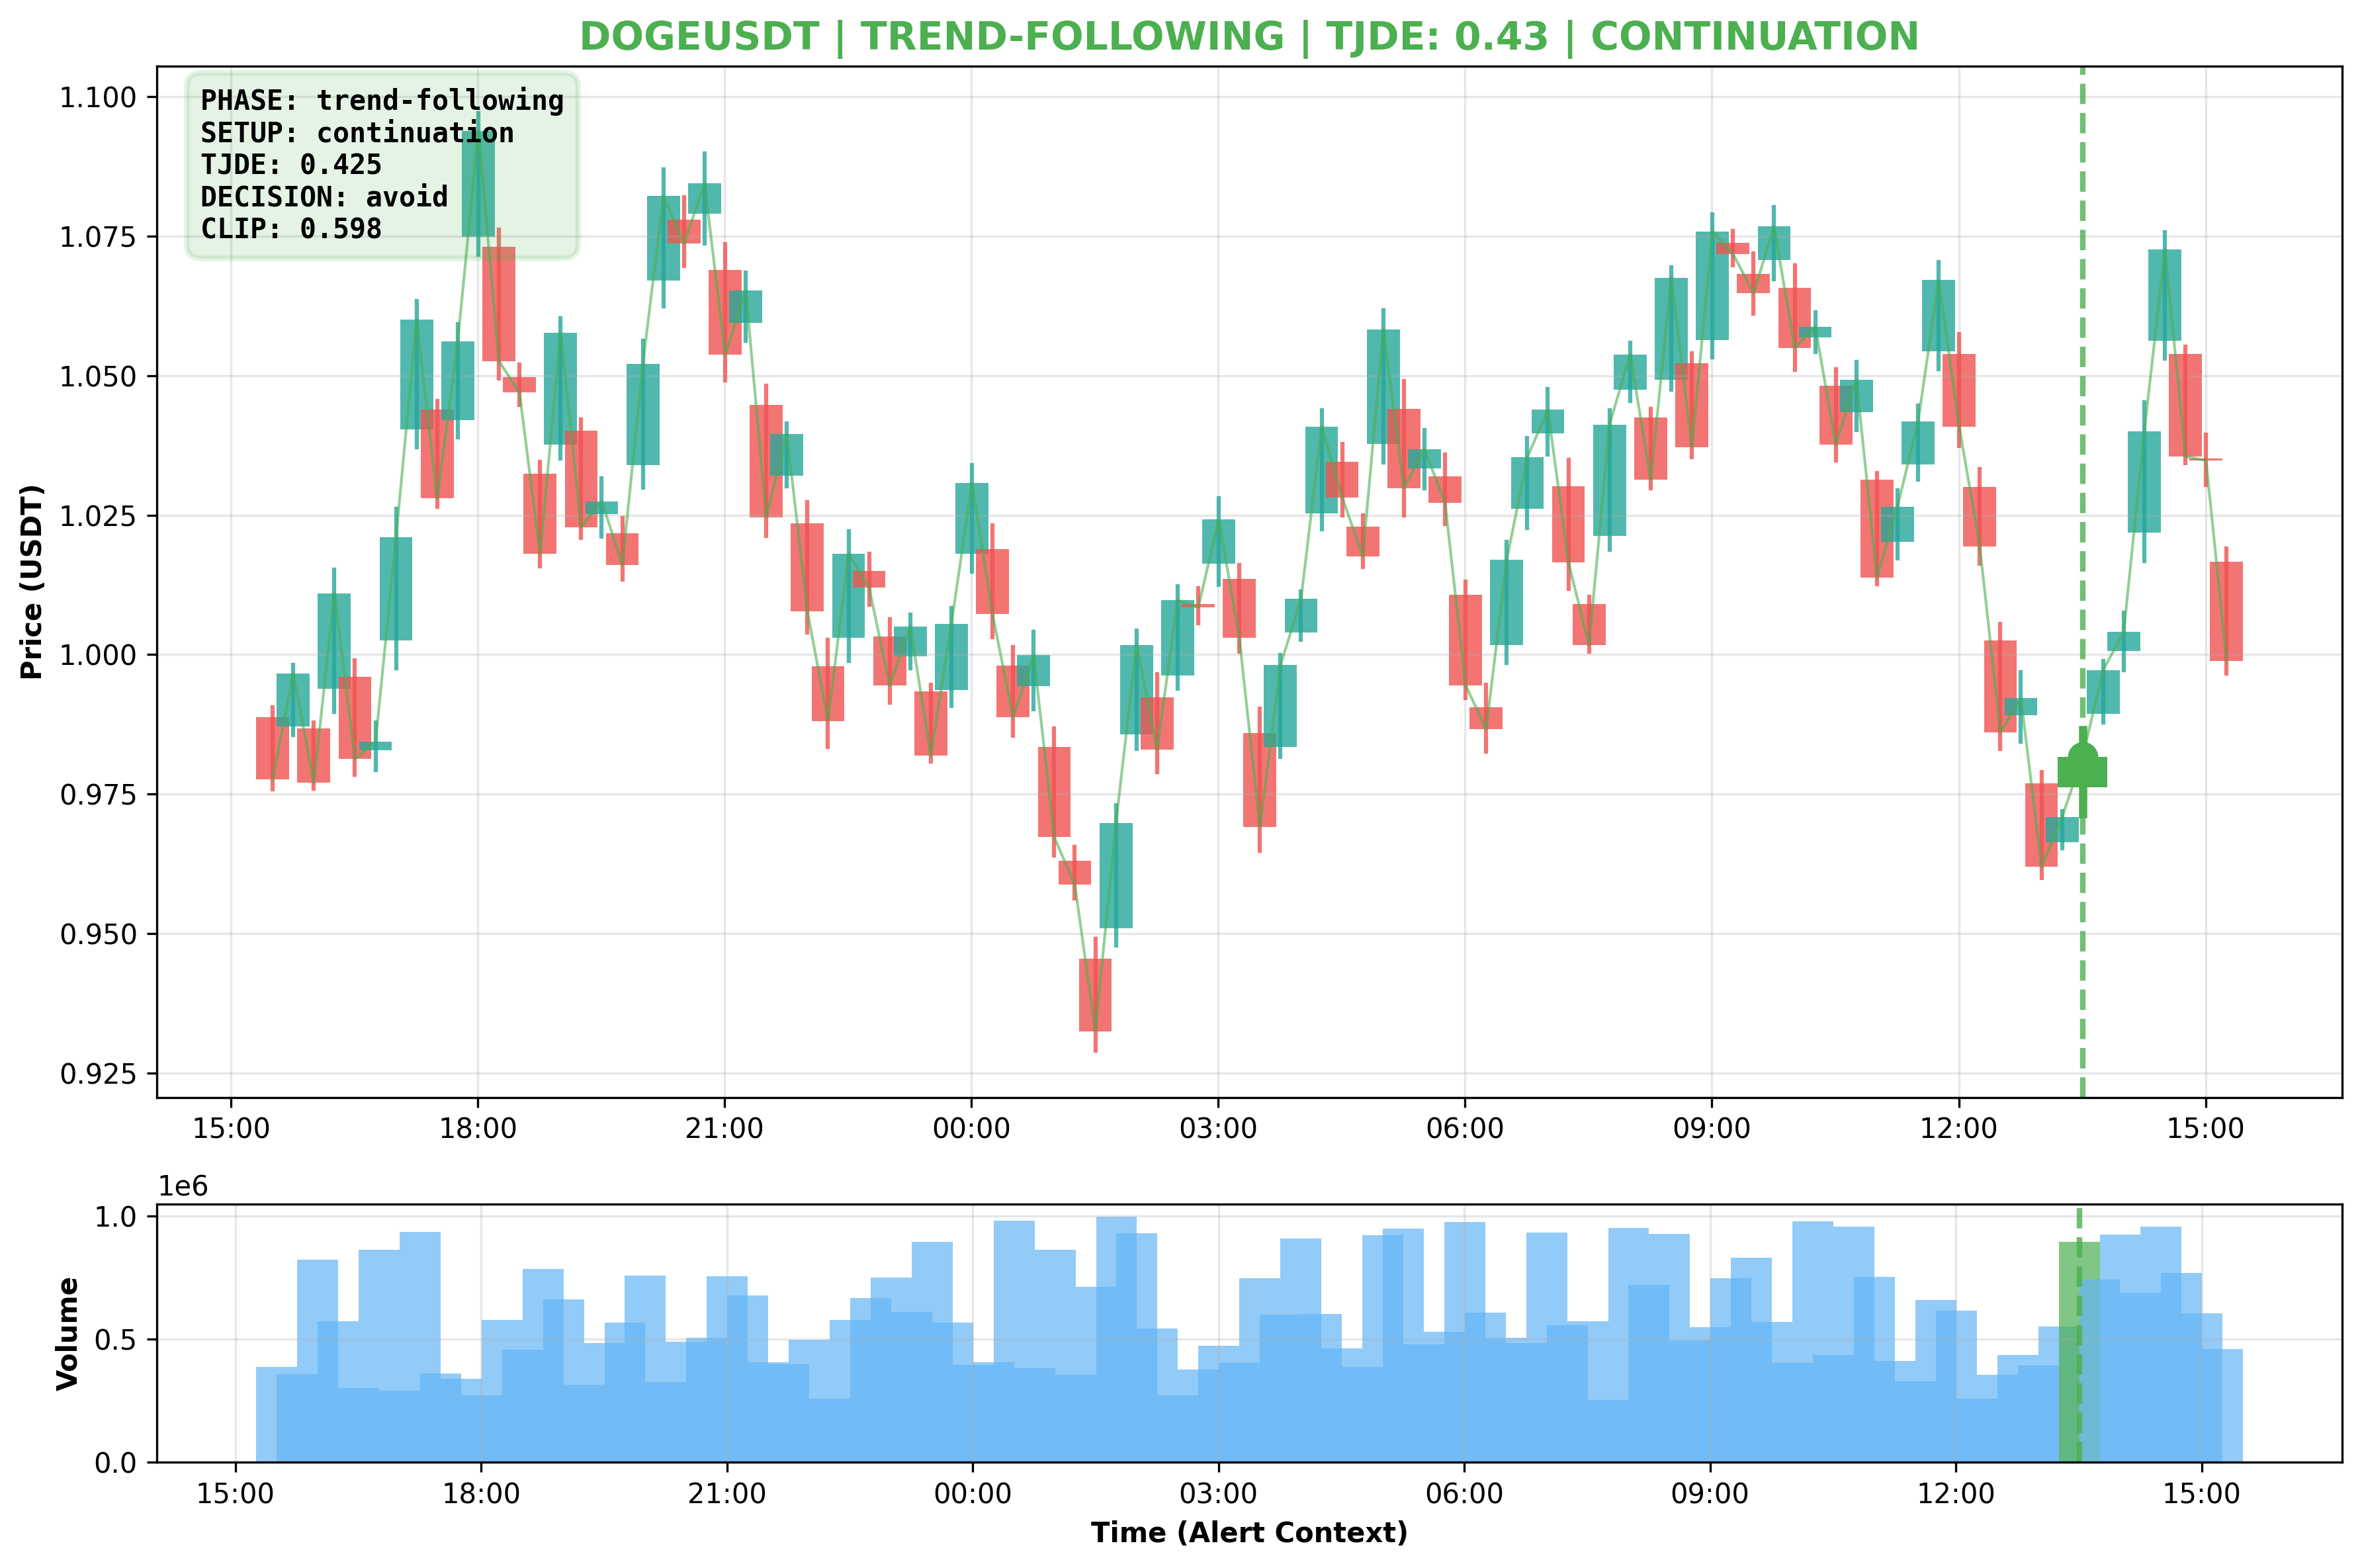 DOGEUSDT | TREND-FOLLOWING | TJDE: 0.43 | CONTINUATION
PHASE: trend-following
SETUP: continuation
TJDE: 0.425
DECISION: avoid
CLIP: 0.598
Price (USDT)
1.100
1.075
1.050
1.025
1.000
0.975
0.950
0.925
15:00 18:00 21:00 00:00 03:00 06:00 09:00 12:00 15:00
1e6
Volume
1.0
0.5
0.0
15:00 18:00 21:00 00:00 03:00 06:00 09:00 12:00 15:00
Time (Alert Context)